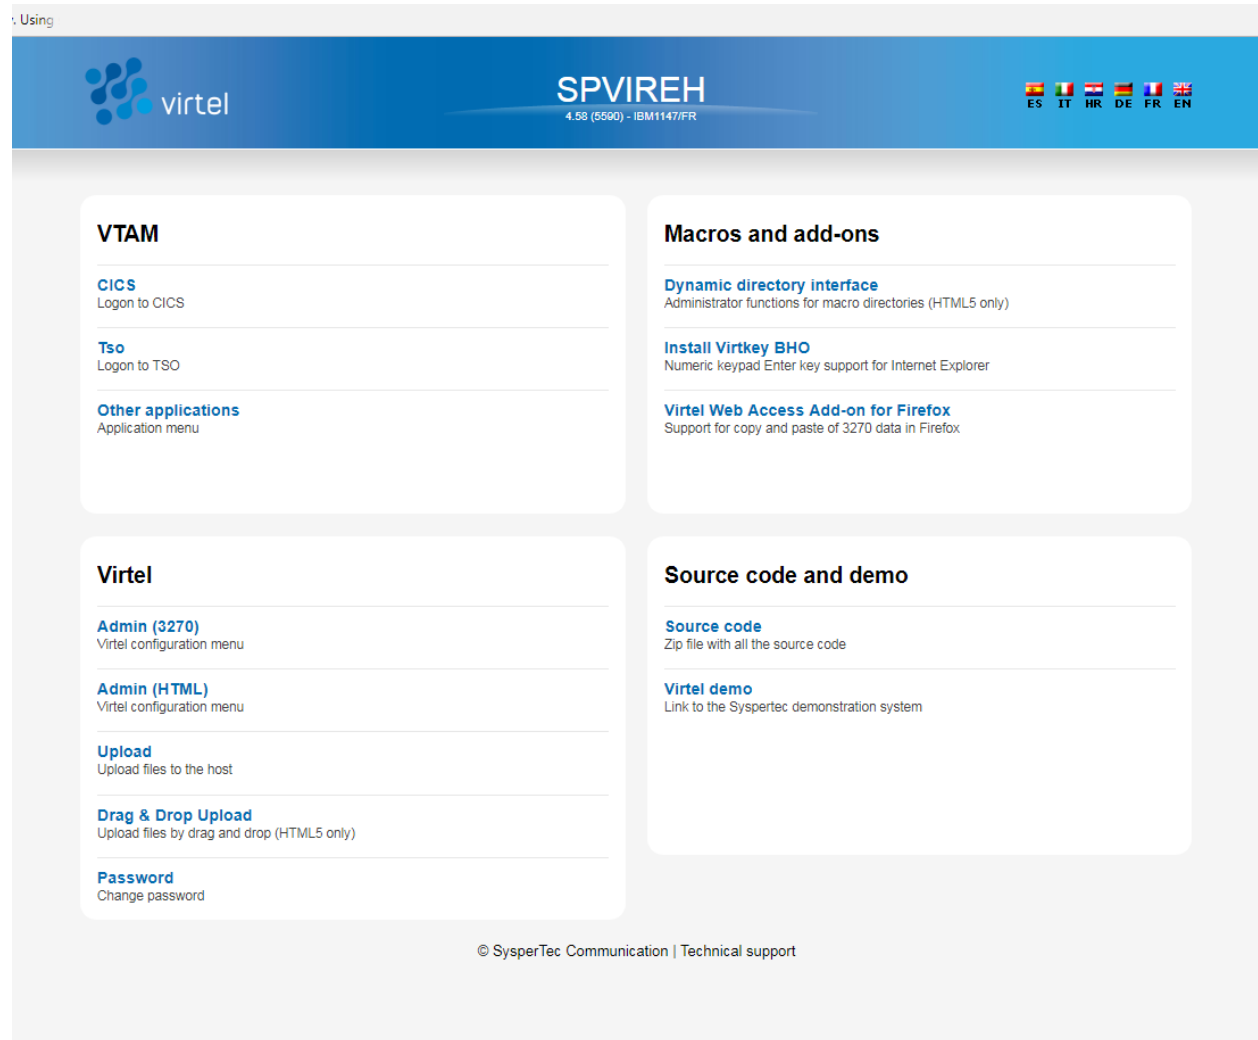 . Using
virtel
SPVIREH
4.58 (5590) - IBM1147/FR
ES IT HR DE FR EN
VTAM
CICS
Logon to CICS
Tso
Logon to TSO
Other applications
Application menu
Macros and add-ons
Dynamic directory interface
Administrator functions for macro directories (HTML5 only)
Install Virtkey BHO
Numeric keypad Enter key support for Internet Explorer
Virtel Web Access Add-on for Firefox
Support for copy and paste of 3270 data in Firefox
Virtel
Admin (3270)
Virtel configuration menu
Admin (HTML)
Virtel configuration menu
Upload
Upload files to the host
Drag & Drop Upload
Upload files by drag and drop (HTML5 only)
Password
Change password
Source code and demo
Source code
Zip file with all the source code
Virtel demo
Link to the Syspertec demonstration system
© SysperTec Communication | Technical support